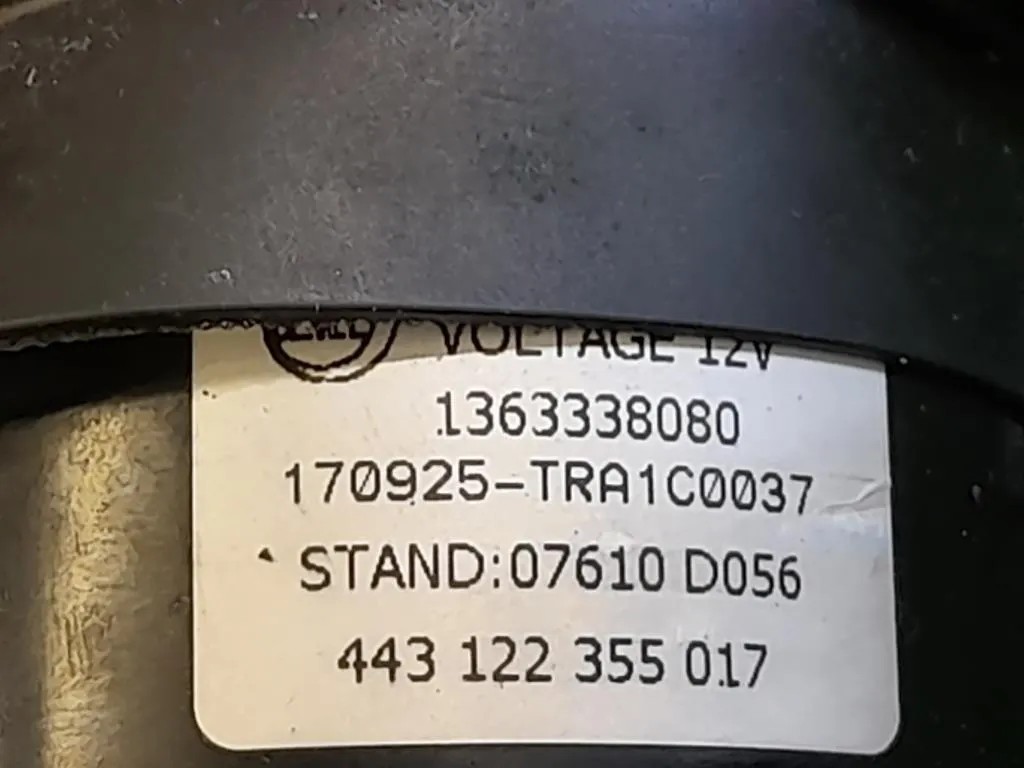 VOLTAGE 12V
1363338080
170925-TRA1C0037
STAND:07610 D056
443 122 355 017